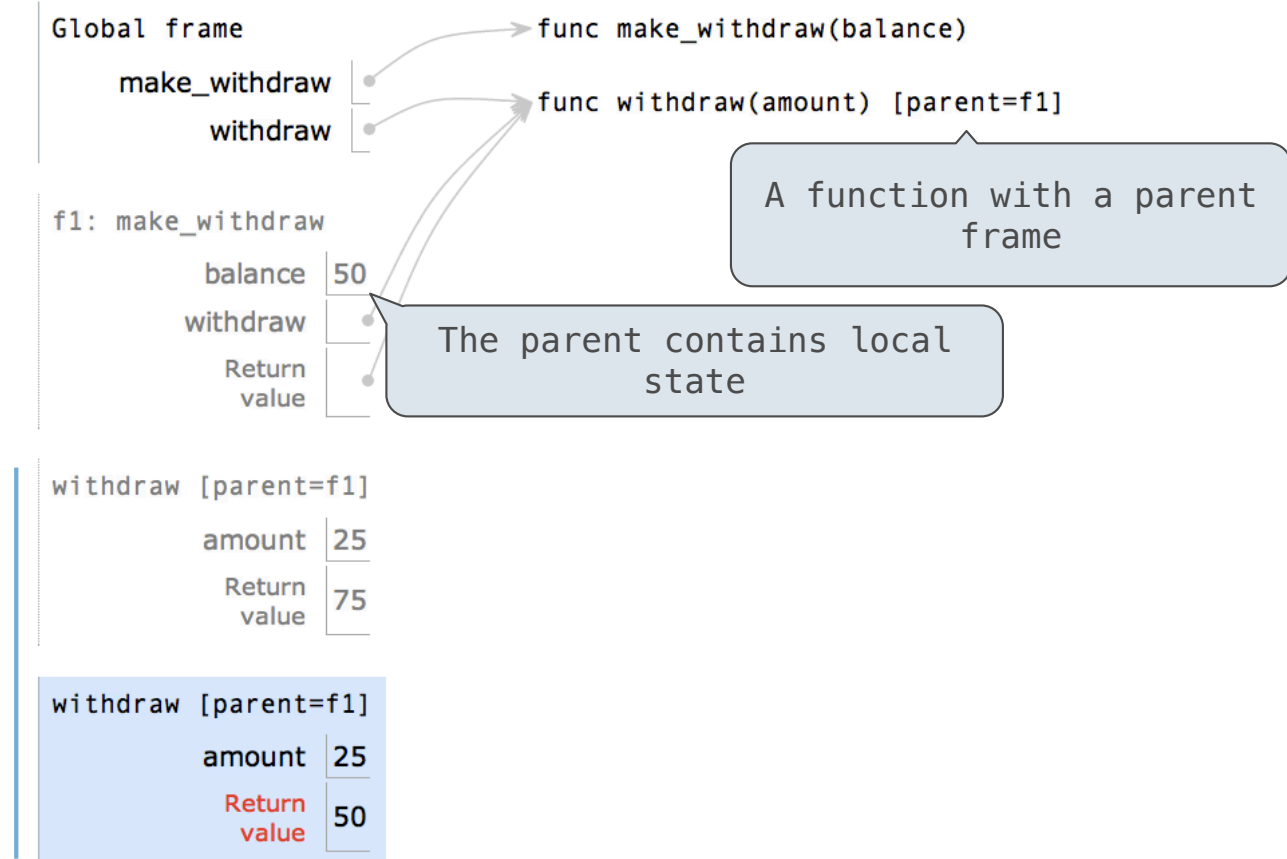 Global frame
func make_withdraw(balance)
make_withdraw
func withdraw(amount) [parent=f1]
withdraw
A function with a parent
frame
f1: make_withdraw
balance 50
withdraw
The parent contains local
state
Return
value
withdraw [parent=f1]
amount 25
Return
value 75
withdraw [parent=f1]
amount 25
Return
value 50